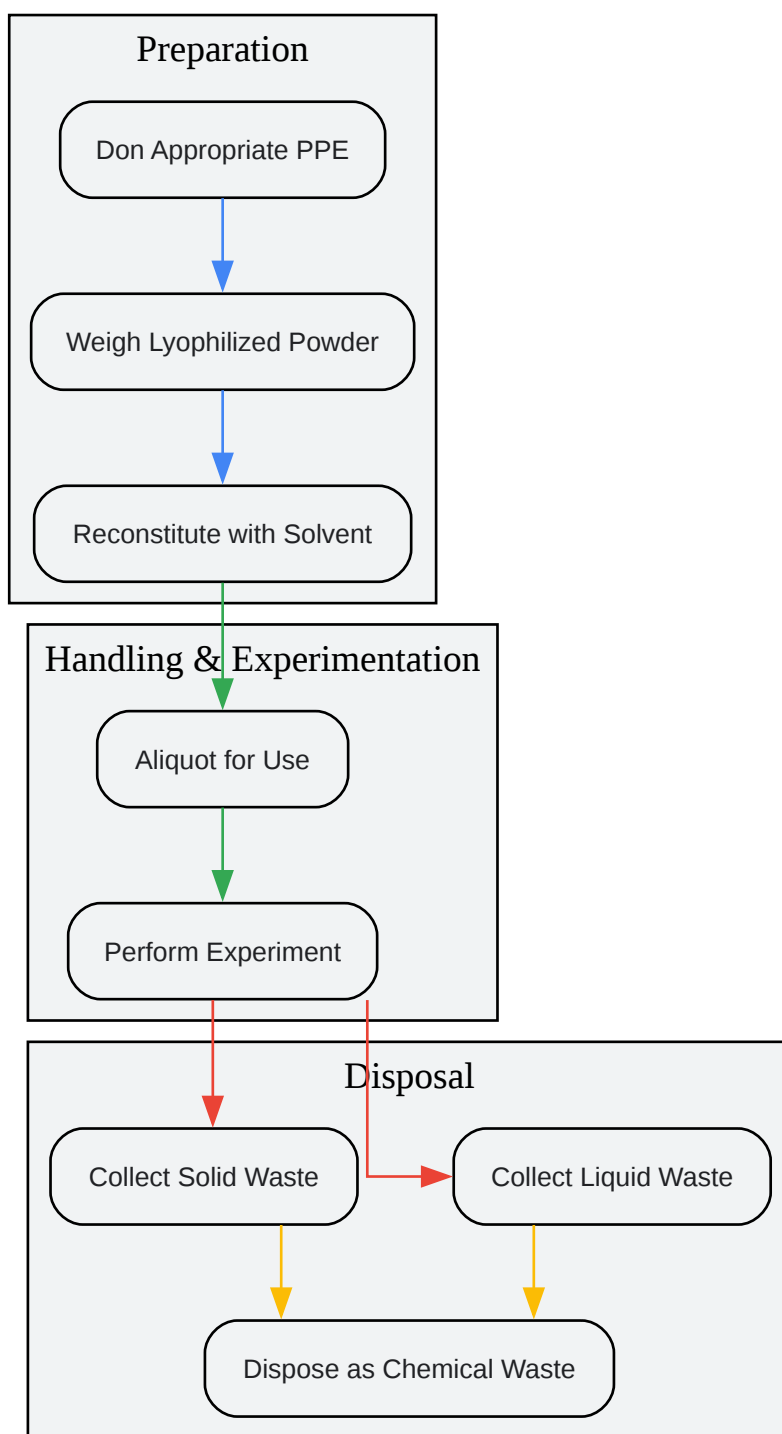 Preparation
Don Appropriate PPE
Weigh Lyophilized Powder
Reconstitute with Solvent
Handling & Experimentation
Aliquot for Use
Perform Experiment
Disposal
Collect Solid Waste
Collect Liquid Waste
Dispose as Chemical Waste